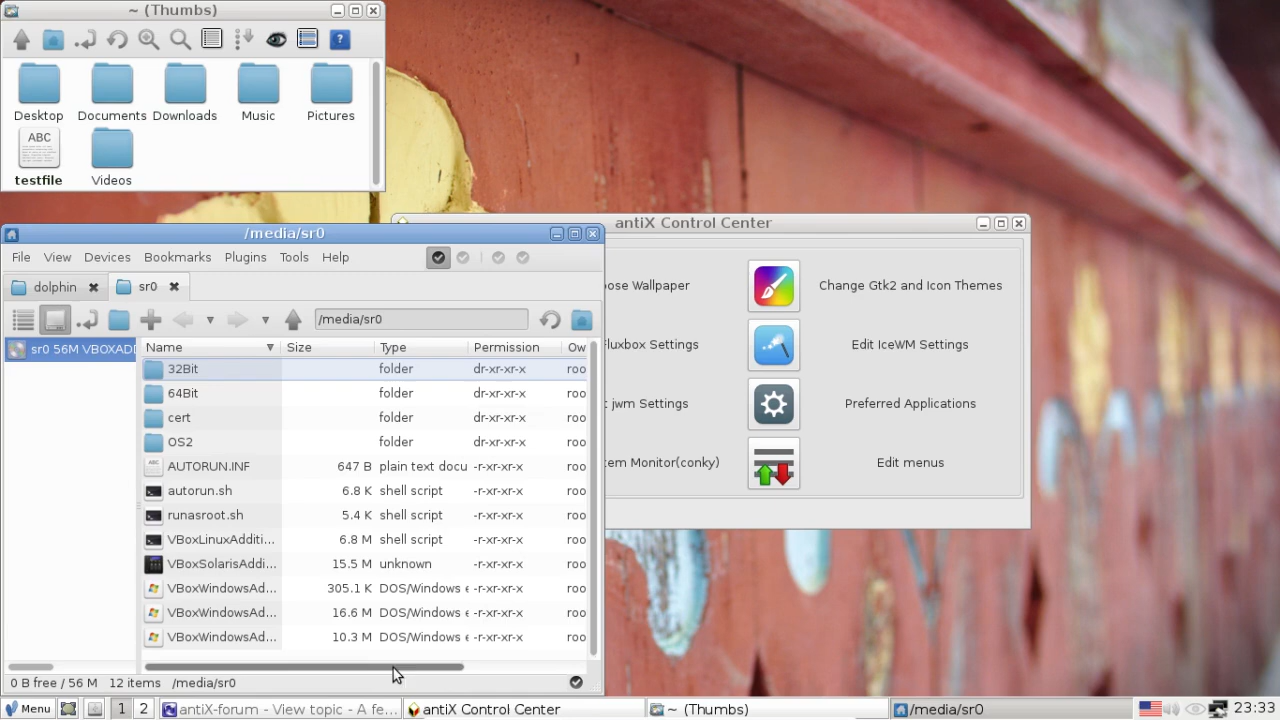 ~ (Thumbs)
Desktop Documents Downloads Music Pictures
ABC
testfile Videos
antiX Control Center
/media/sr0
File View Devices Bookmarks Plugins Tools Help
dolphin sr0
/media/sr0
sr0 56M VBOXADD
Name Size Type Permission Ow
32Bit folder dr-xr-xr-x roo
64Bit folder dr-xr-xr-x roo
cert folder dr-xr-xr-x roo
OS2 folder dr-xr-xr-x roo
AUTORUN.INF 647 B plain text docu -r-xr-xr-x roo
autorun.sh 6.8 K shell script -r-xr-xr-x roo
runasroot.sh 5.4 K shell script -r-xr-xr-x roo
VBoxLinuxAdditi... 6.8 M shell script -r-xr-xr-x roo
VBoxSolarisAddi... 15.5 M unknown -r-xr-xr-x roo
VBoxWindowsAd... 305.1 K DOS/Windows e -r-xr-xr-x roo
VBoxWindowsAd... 16.6 M DOS/Windows e -r-xr-xr-x roo
VBoxWindowsAd... 10.3 M DOS/Windows e -r-xr-xr-x roo
0 B free / 56 M 12 items /media/sr0
ose Wallpaper Change Gtk2 and Icon Themes
Fluxbox Settings Edit IceWM Settings
t jwm Settings Preferred Applications
tem Monitor(conky) Edit menus
Menu 1 2 antiX-forum - View topic - A fe... antiX Control Center ~ (Thumbs) /media/sr0 23:33